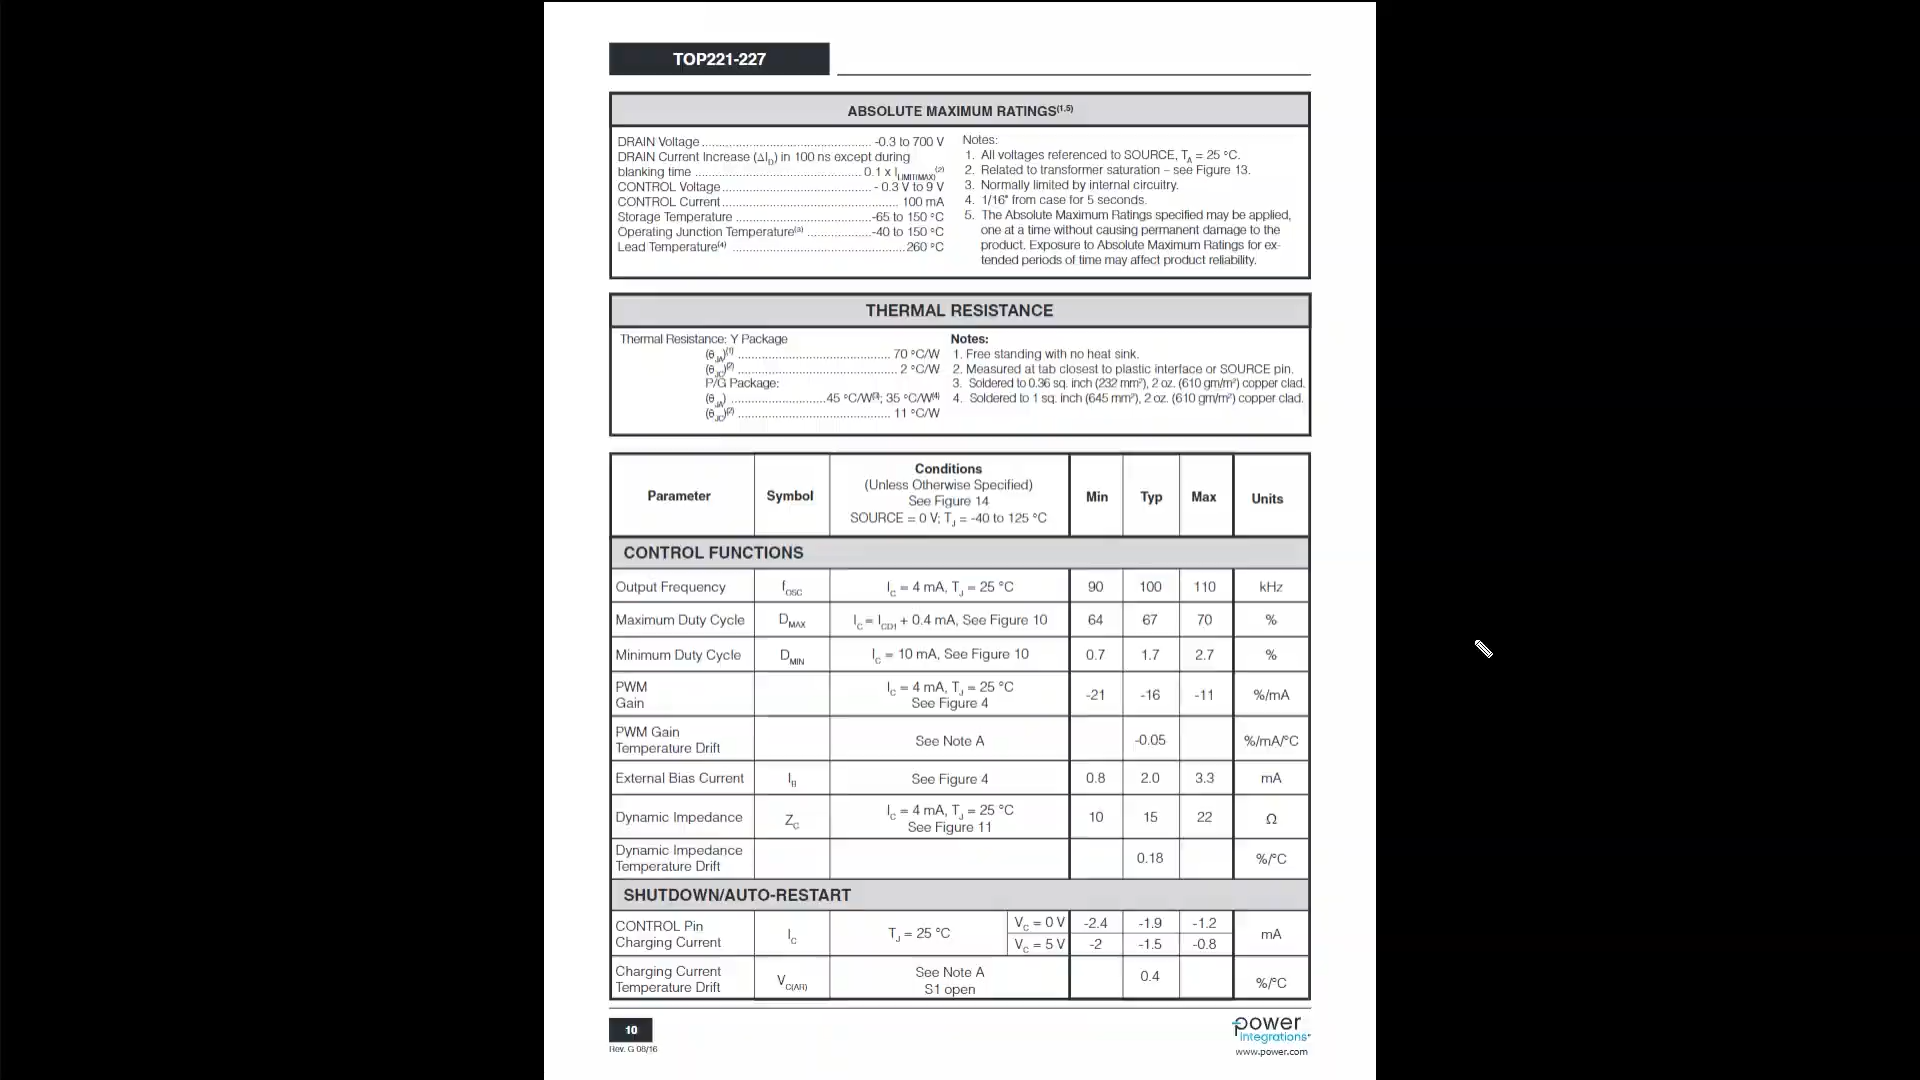 TOP221-227
ABSOLUTE MAXIMUM RATINGS(1,5)
DRAIN Voltage ................................................. -0.3 to 700 V
DRAIN Current Increase (ΔID) in 100 ns except during
blanking time ................................................. 0.1 x ILIMIT(MAX)(2)
CONTROL Voltage ............................................ - 0.3 V to 9 V
CONTROL Current .................................................... 100 mA
Storage Temperature ........................................-65 to 150 °C
Operating Junction Temperature(3) ...................-40 to 150 °C
Lead Temperature(4) ..................................................260 °C
Notes:
1. All voltages referenced to SOURCE, TA = 25 °C.
2. Related to transformer saturation – see Figure 13.
3. Normally limited by internal circuitry.
4. 1/16" from case for 5 seconds.
5. The Absolute Maximum Ratings specified may be applied,
one at a time without causing permanent damage to the
product. Exposure to Absolute Maximum Ratings for ex-
tended periods of time may affect product reliability.
THERMAL RESISTANCE
Thermal Resistance: Y Package
(θJA)(1) ............................................. 70 °C/W
(θJC)(2) ............................................... 2 °C/W
P/G Package:
(θJA) ............................45 °C/W(3); 35 °C/W(4)
(θJC)(2) ............................................. 11 °C/W
Notes:
1. Free standing with no heat sink.
2. Measured at tab closest to plastic interface or SOURCE pin.
3. Soldered to 0.36 sq. inch (232 mm²), 2 oz. (610 gm/m²) copper clad.
4. Soldered to 1 sq. inch (645 mm²), 2 oz. (610 gm/m²) copper clad.
Parameter Symbol Conditions (Unless Otherwise Specified) See Figure 14 SOURCE = 0 V; TJ = -40 to 125 °C Min Typ Max Units
CONTROL FUNCTIONS
Output Frequency fOSC IC = 4 mA, TJ = 25 °C 90 100 110 kHz
Maximum Duty Cycle DMAX IC = ICD1 + 0.4 mA, See Figure 10 64 67 70 %
Minimum Duty Cycle DMIN IC = 10 mA, See Figure 10 0.7 1.7 2.7 %
PWM Gain IC = 4 mA, TJ = 25 °C See Figure 4 -21 -16 -11 %/mA
PWM Gain Temperature Drift See Note A -0.05 %/mA/°C
External Bias Current IB See Figure 4 0.8 2.0 3.3 mA
Dynamic Impedance ZC IC = 4 mA, TJ = 25 °C See Figure 11 10 15 22 Ω
Dynamic Impedance Temperature Drift 0.18 %/°C
SHUTDOWN/AUTO-RESTART
CONTROL Pin Charging Current IC TJ = 25 °C VC = 0 V -2.4 -1.9 -1.2 mA
VC = 5 V -2 -1.5 -0.8
Charging Current Temperature Drift VC(AR) See Note A S1 open 0.4 %/°C
10
Rev. G 08/16
power
integrations
www.power.com